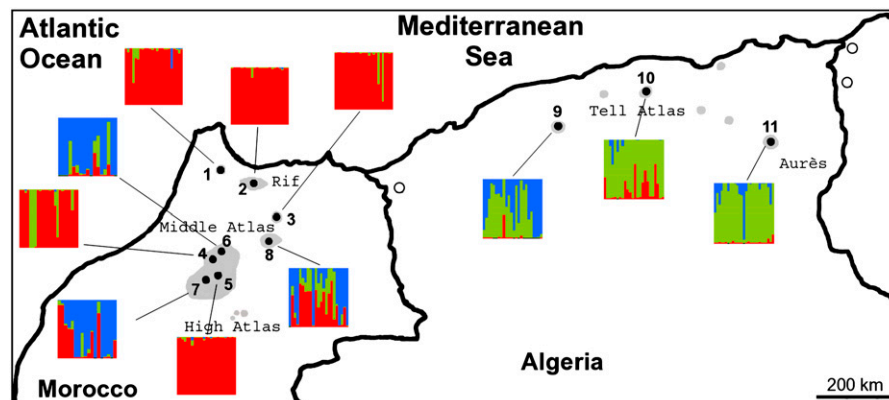 Atlantic
Ocean
Mediterranean
Sea
10
9
Tell Atlas
11
Aurès
1
2
Rif
3
Middle Atlas
6
4
8
5
7
High Atlas
Algeria
Morocco
200 km